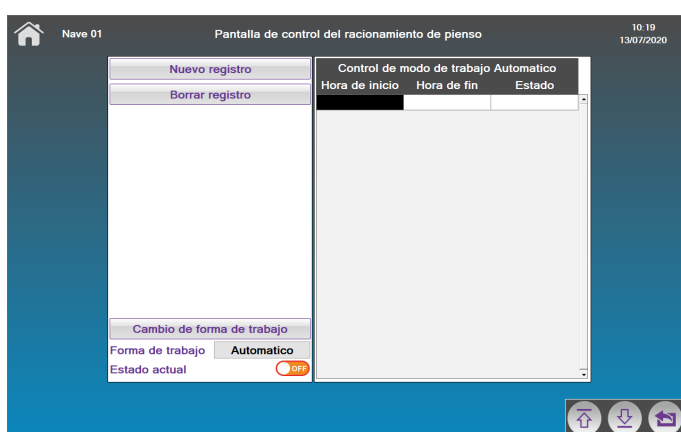 Nave 01
Pantalla de control del racionamiento de pienso
10:19
13/07/2020
Nuevo registro
Borrar registro
Control de modo de trabajo Automatico
Hora de inicio Hora de fin Estado
Cambio de forma de trabajo
Forma de trabajo Automatico
Estado actual OFF